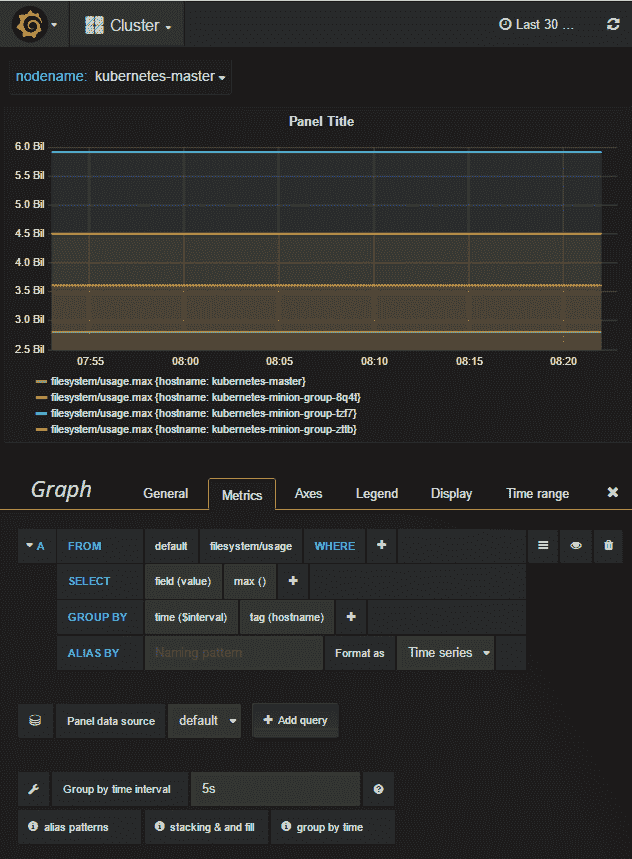 Cluster Last 30 ...
nodename: kubernetes-master
Panel Title
6.0 Bil
5.5 Bil
5.0 Bil
4.5 Bil
4.0 Bil
3.5 Bil
3.0 Bil
2.5 Bil
07:55 08:00 08:05 08:10 08:15 08:20
filesystem/usage.max {hostname: kubernetes-master}
filesystem/usage.max {hostname: kubernetes-minion-group-8q4t}
filesystem/usage.max {hostname: kubernetes-minion-group-tzf7}
filesystem/usage.max {hostname: kubernetes-minion-group-zttb}
Graph General Metrics Axes Legend Display Time range
A FROM default filesystem/usage WHERE
SELECT field (value) max ()
GROUP BY time ($interval) tag (hostname)
ALIAS BY Naming pattern Format as Time series
Panel data source default Add query
Group by time interval 5s
alias patterns stacking & and fill group by time